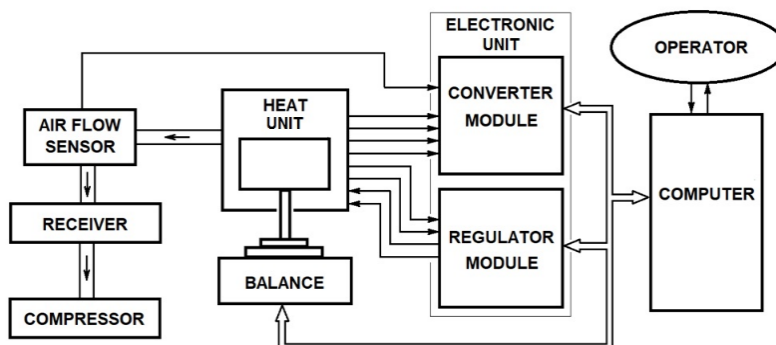 ELECTRONIC
UNIT
OPERATOR
HEAT
UNIT
CONVERTER
MODULE
AIR FLOW
SENSOR
COMPUTER
RECEIVER
REGULATOR
MODULE
BALANCE
COMPRESSOR